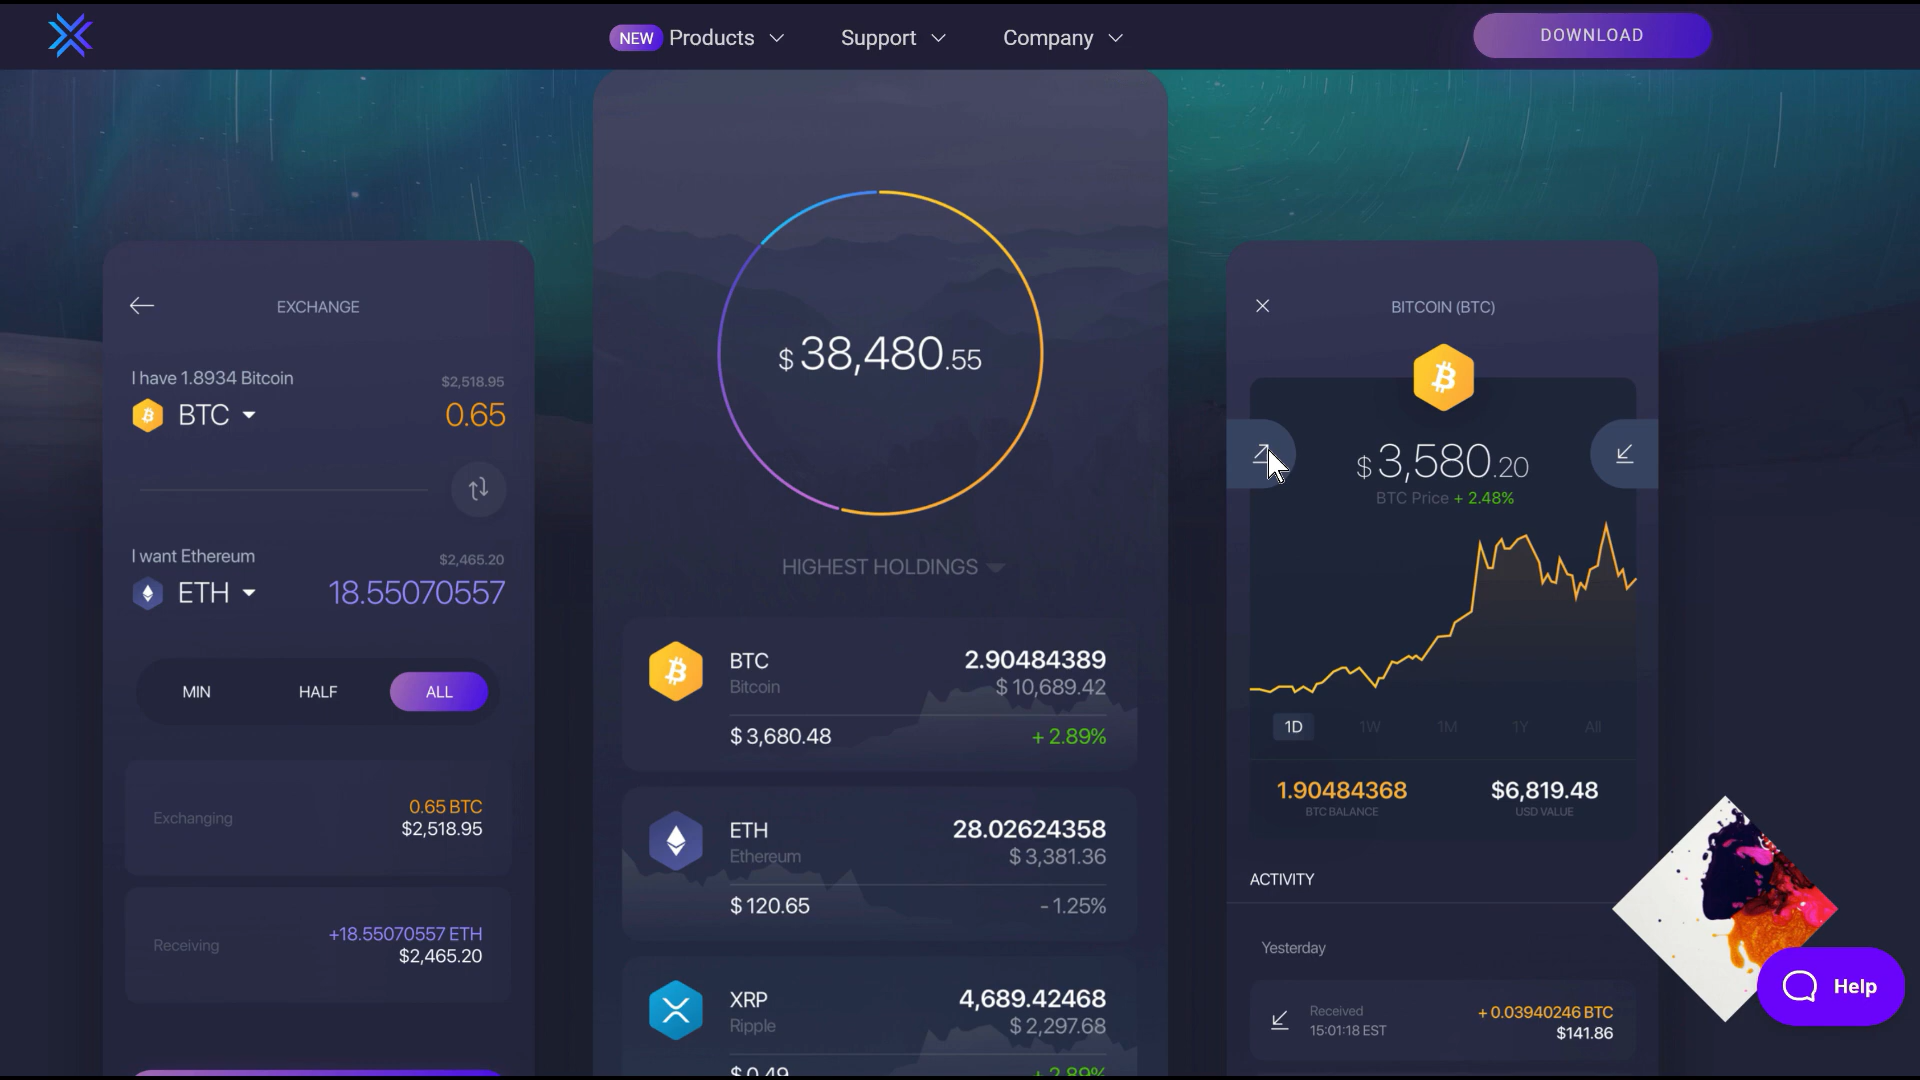 NEW Products Support Company DOWNLOAD
EXCHANGE
I have 1.8934 Bitcoin $2,518.95
BTC 0.65
I want Ethereum $2,465.20
ETH 18.55070557
MIN HALF ALL
Exchanging 0.65 BTC
$2,518.95
Receiving +18.55070557 ETH
$2,465.20
$38,480.55
HIGHEST HOLDINGS
BTC 2.90484389
Bitcoin $10,689.42
$3,680.48 +2.89%
ETH 28.02624358
Ethereum $3,381.36
$120.65 -1.25%
XRP 4,689.42468
Ripple $2,297.68
$0.49 +2.89%
BITCOIN (BTC)
$3,580.20
BTC Price +2.48%
1D 1W 1M 1Y All
1.90484368 $6,819.48
BTC BALANCE USD VALUE
ACTIVITY
Yesterday
Received +0.03940246 BTC
15:01:18 EST $141.86
Help